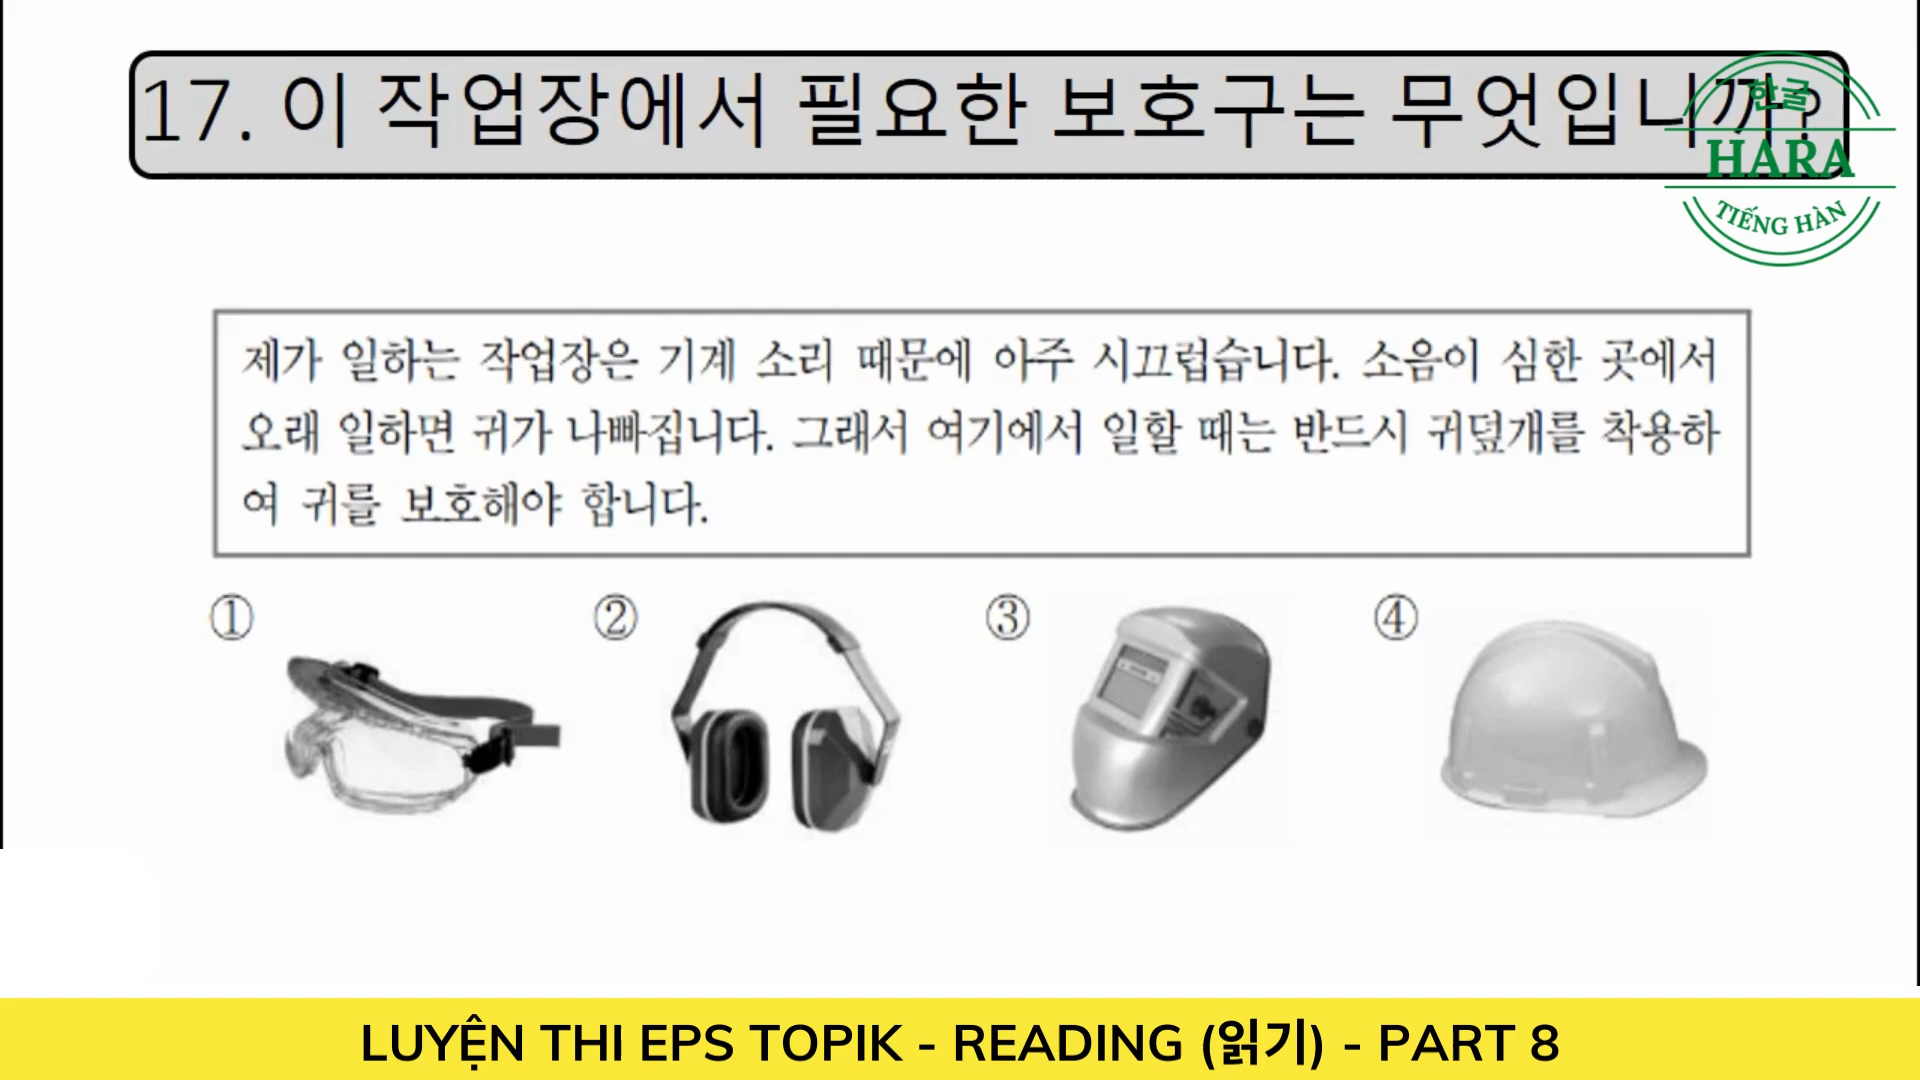 17. 이 작업장에서 필요한 보호구는 무엇입니까?
한글
HARA
TIẾNG HÀN
제가 일하는 작업장은 기계 소리 때문에 아주 시끄럽습니다. 소음이 심한 곳에서
오래 일하면 귀가 나빠집니다. 그래서 여기에서 일할 때는 반드시 귀덮개를 착용하
여 귀를 보호해야 합니다.
①
②
③
④
LUYỆN THI EPS TOPIK - READING (읽기) - PART 8